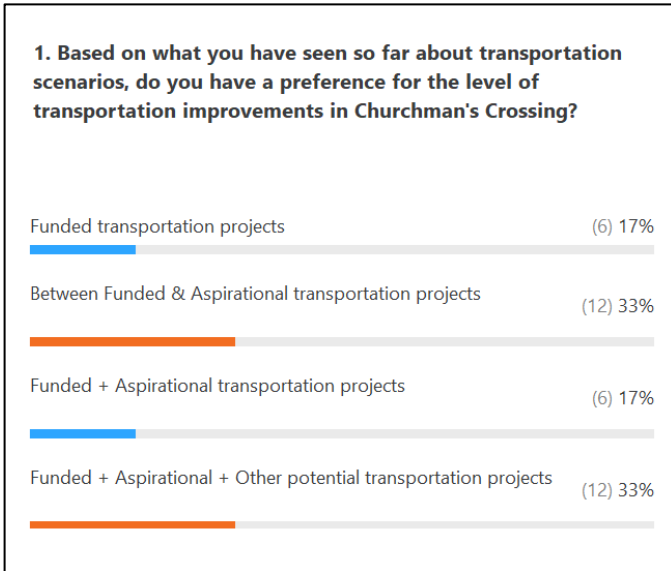 1. Based on what you have seen so far about transportation
scenarios, do you have a preference for the level of
transportation improvements in Churchman's Crossing?
Funded transportation projects (6) 17%
Between Funded & Aspirational transportation projects (12) 33%
Funded + Aspirational transportation projects (6) 17%
Funded + Aspirational + Other potential transportation projects (12) 33%